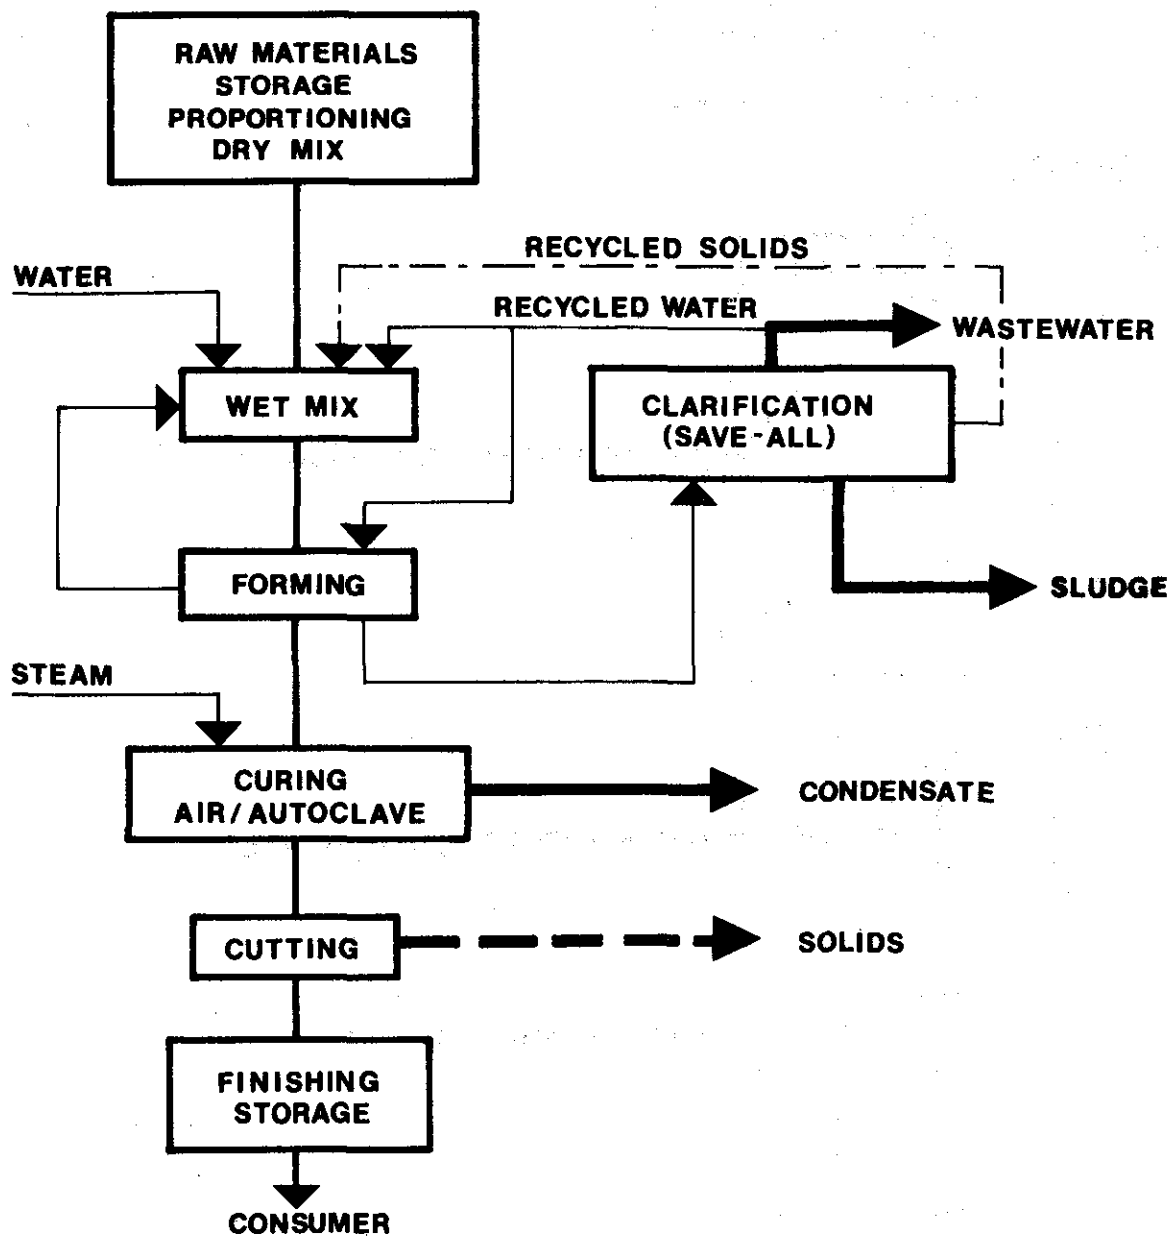 RAW MATERIALS
STORAGE
PROPORTIONING
DRY MIX
RECYCLED SOLIDS
WATER
RECYCLED WATER
WASTEWATER
WET MIX
CLARIFICATION
(SAVE-ALL)
FORMING
SLUDGE
STEAM
CURING
AIR/AUTOCLAVE
CONDENSATE
CUTTING
SOLIDS
FINISHING
STORAGE
CONSUMER